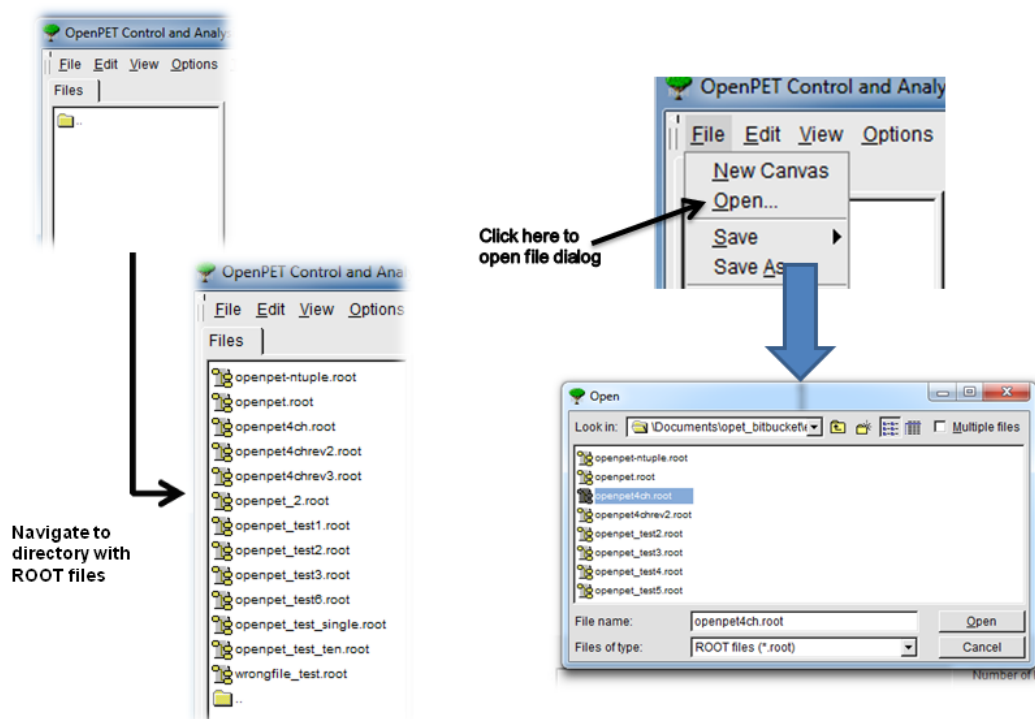 OpenPET Control and Analy
File Edit View Options
Files
..
Navigate to
directory with
ROOT files
OpenPET Control and Ana
File Edit View Options
Files
openpet-ntuple.root
openpet.root
openpet4ch.root
openpet4chrev2.root
openpet4chrev3.root
openpet_2.root
openpet_test1.root
openpet_test2.root
openpet_test3.root
openpet_test6.root
openpet_test_single.root
openpet_test_ten.root
wrongfile_test.root
..
OpenPET Control and Analy
File Edit View Options
New Canvas
Open...
Save
Save As
Click here to
open file dialog
Open
Look in: \Documents\opet_bitbucket\ Multiple files
openpet-ntuple.root
openpet.root
openpet4ch.root
openpet4chrev2.root
openpet_test2.root
openpet_test3.root
openpet_test4.root
openpet_test5.root
File name: openpet4ch.root Open
Files of type: ROOT files (*.root) Cancel
Number of